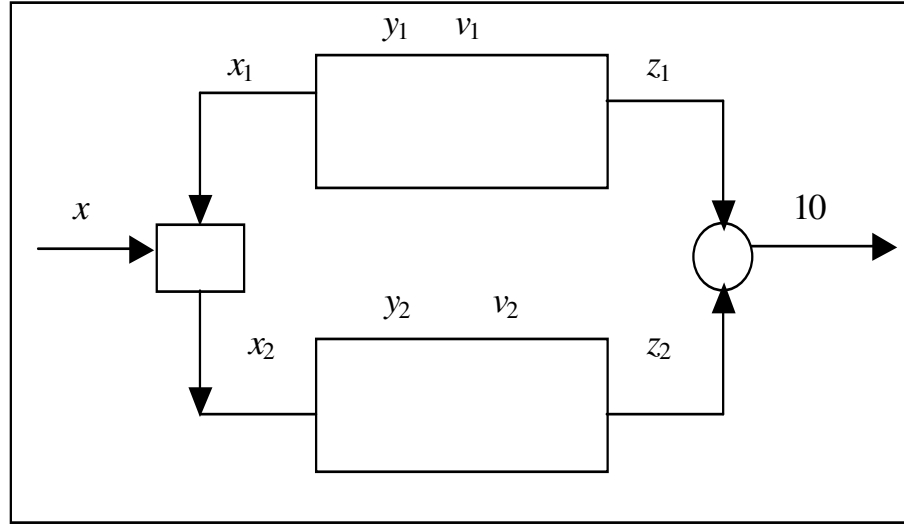 y₁ v₁
x₁ z₁
x 10
y₂ v₂
x₂ z₂